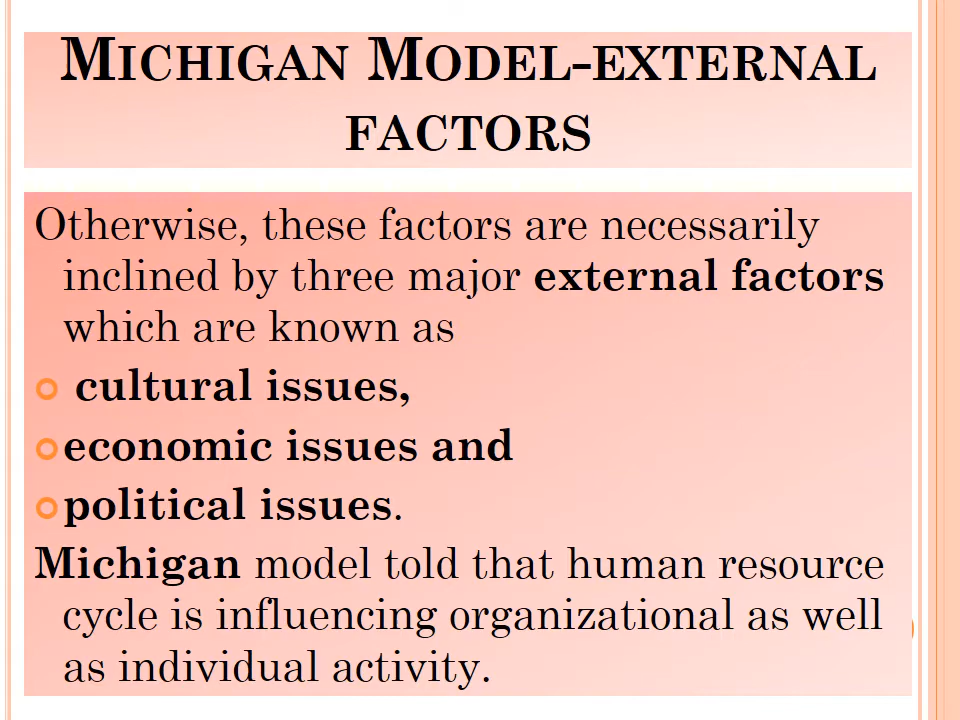 MICHIGAN MODEL-EXTERNAL
FACTORS
Otherwise, these factors are necessarily
inclined by three major external factors
which are known as
cultural issues,
economic issues and
political issues.
Michigan model told that human resource
cycle is influencing organizational as well
as individual activity.